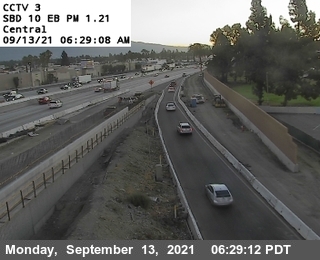 CCTV 3
SBD 10 EB PM 1.21
Central
09/13/21 06:29:08 AM
Monday, September 13, 2021 06:29:12 PDT